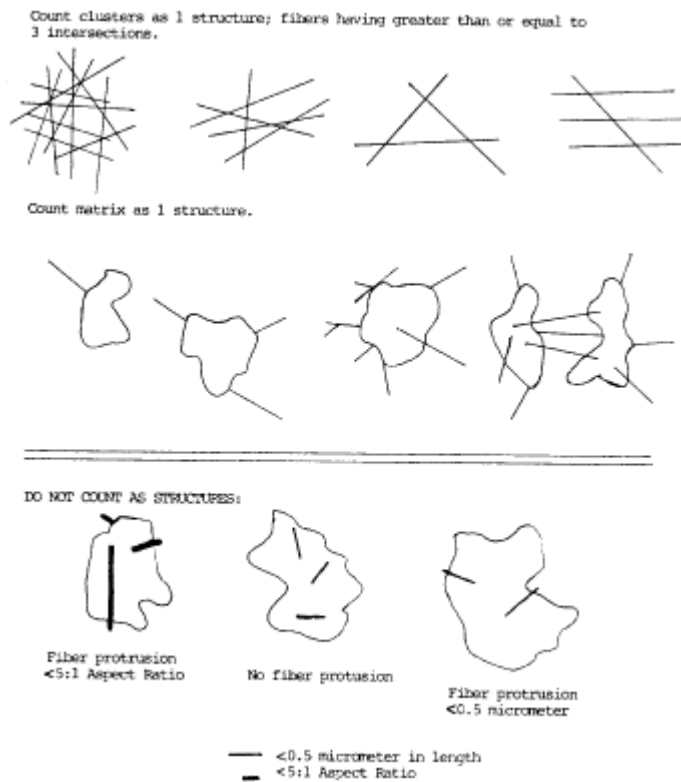 Count clusters as 1 structure; fibers having greater than or equal to
3 intersections.
Count matrix as 1 structure.
DO NOT COUNT AS STRUCTURES:
Fiber protrusion
<5:1 Aspect Ratio
No fiber protusion
Fiber protrusion
<0.5 micrometer
<0.5 micrometer in length
<5:1 Aspect Ratio